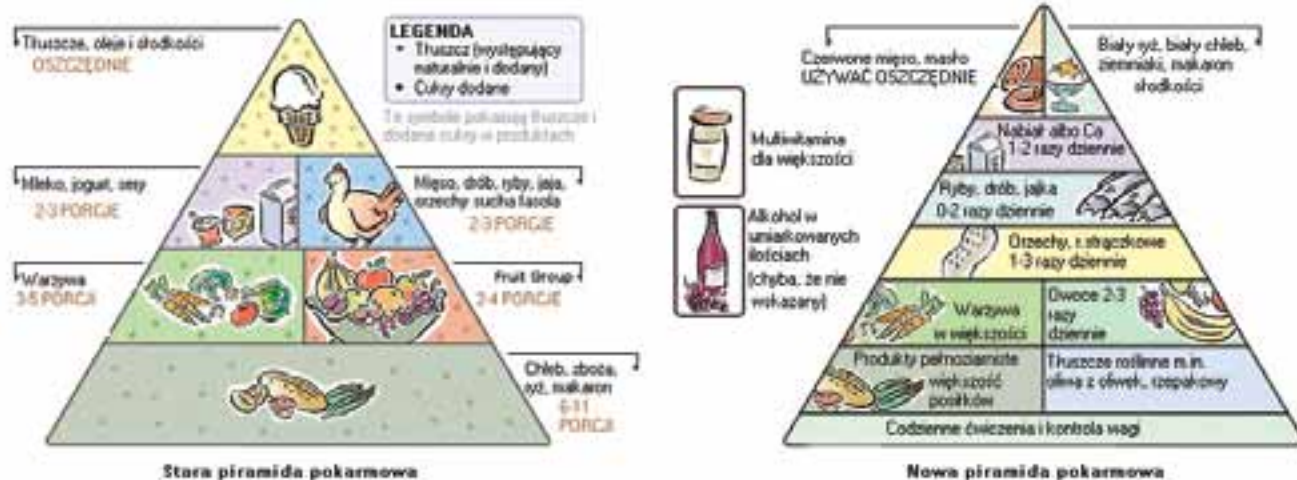 Tłuszcze, oleje i słodkości
OSZCZĘDNIE
LEGENDA
Tłuszcz (występujący
naturalnie i dodany)
Cukry dodane
Te symbole pokazują tłuszcze i
dodane cukry w produktach
Mleko, jogurt, sery
2-3 PORCJE
Mięso, drób, ryby, jaja,
orzechy sucha fasola
2-3 PORCJE
Warzywa
3-5 PORCJI
Fruit Group
2-4 PORCJE
Chleb, zboża,
ryż, makaron
6-11
PORCJI
Stara piramida pokarmowa
Czerwone mięso, masło
UŻYWAĆ OSZCZĘDNIE
Biały ryż, biały chleb,
ziemniaki, makaron
słodkości
Multiwitamina
dla większości
Alkohol w
umiarkowanych
ilościach
(chyba, że nie
wskazany)
Nabiał albo Ca
1-2 razy dziennie
Ryby, drób, jajka
0-2 razy dziennie
Orzechy, r. strączkowe
1-3 razy dziennie
Warzywa
w większości
Owoce 2-3
razy
dziennie
Produkty pełnoziarniste
większość
posiłków
Tłuszcze roślinne m.in.
oliwa z oliwek, rzepakowy
Codzienne ćwiczenia i kontrola wagi
Nowa piramida pokarmowa